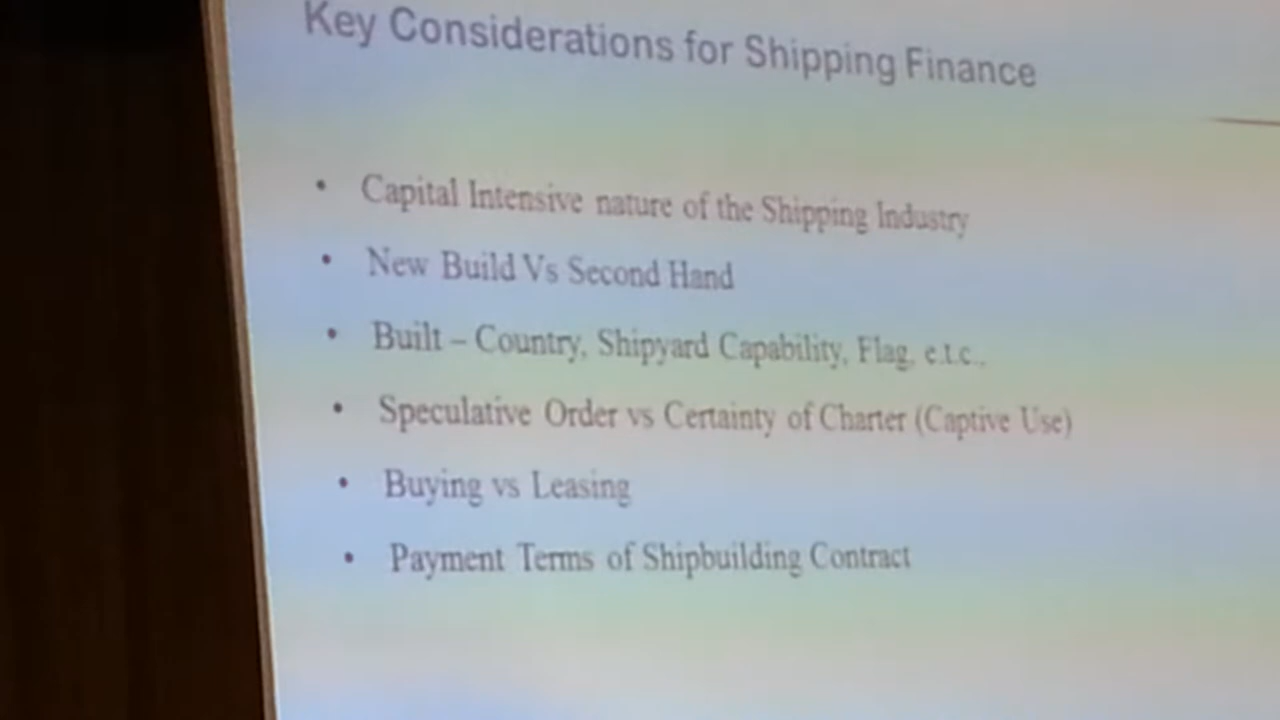 Key Considerations for Shipping Finance
• Capital Intensive nature of the Shipping Industry
• New Build Vs Second Hand
• Built – Country, Shipyard Capability, Flag, e.t.c..
• Speculative Order vs Certainty of Charter (Captive Use)
• Buying vs Leasing
• Payment Terms of Shipbuilding Contract